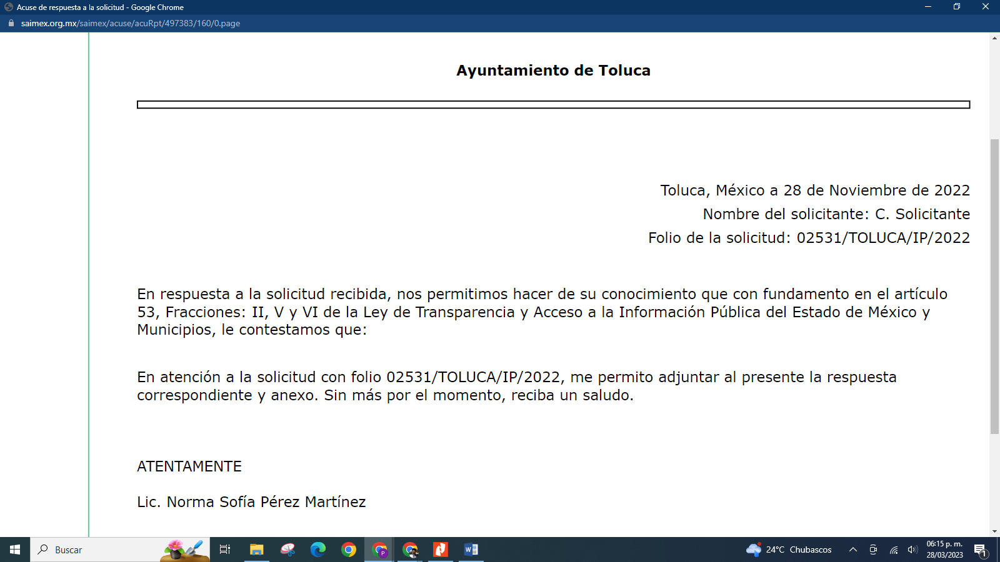 Acuse de respuesta a la solicitud - Google Chrome
saimex.org.mx/saimex/acuse/acuRpt/497383/160/0.page
Ayuntamiento de Toluca
Toluca, México a 28 de Noviembre de 2022
Nombre del solicitante: C. Solicitante
Folio de la solicitud: 02531/TOLUCA/IP/2022
En respuesta a la solicitud recibida, nos permitimos hacer de su conocimiento que con fundamento en el artículo
53, Fracciones: II, V y VI de la Ley de Transparencia y Acceso a la Información Pública del Estado de México y
Municipios, le contestamos que:
En atención a la solicitud con folio 02531/TOLUCA/IP/2022, me permito adjuntar al presente la respuesta
correspondiente y anexo. Sin más por el momento, reciba un saludo.
ATENTAMENTE
Lic. Norma Sofía Pérez Martínez
Buscar
P
W
24°C Chubascos
06:15 p. m.
28/03/2023
1